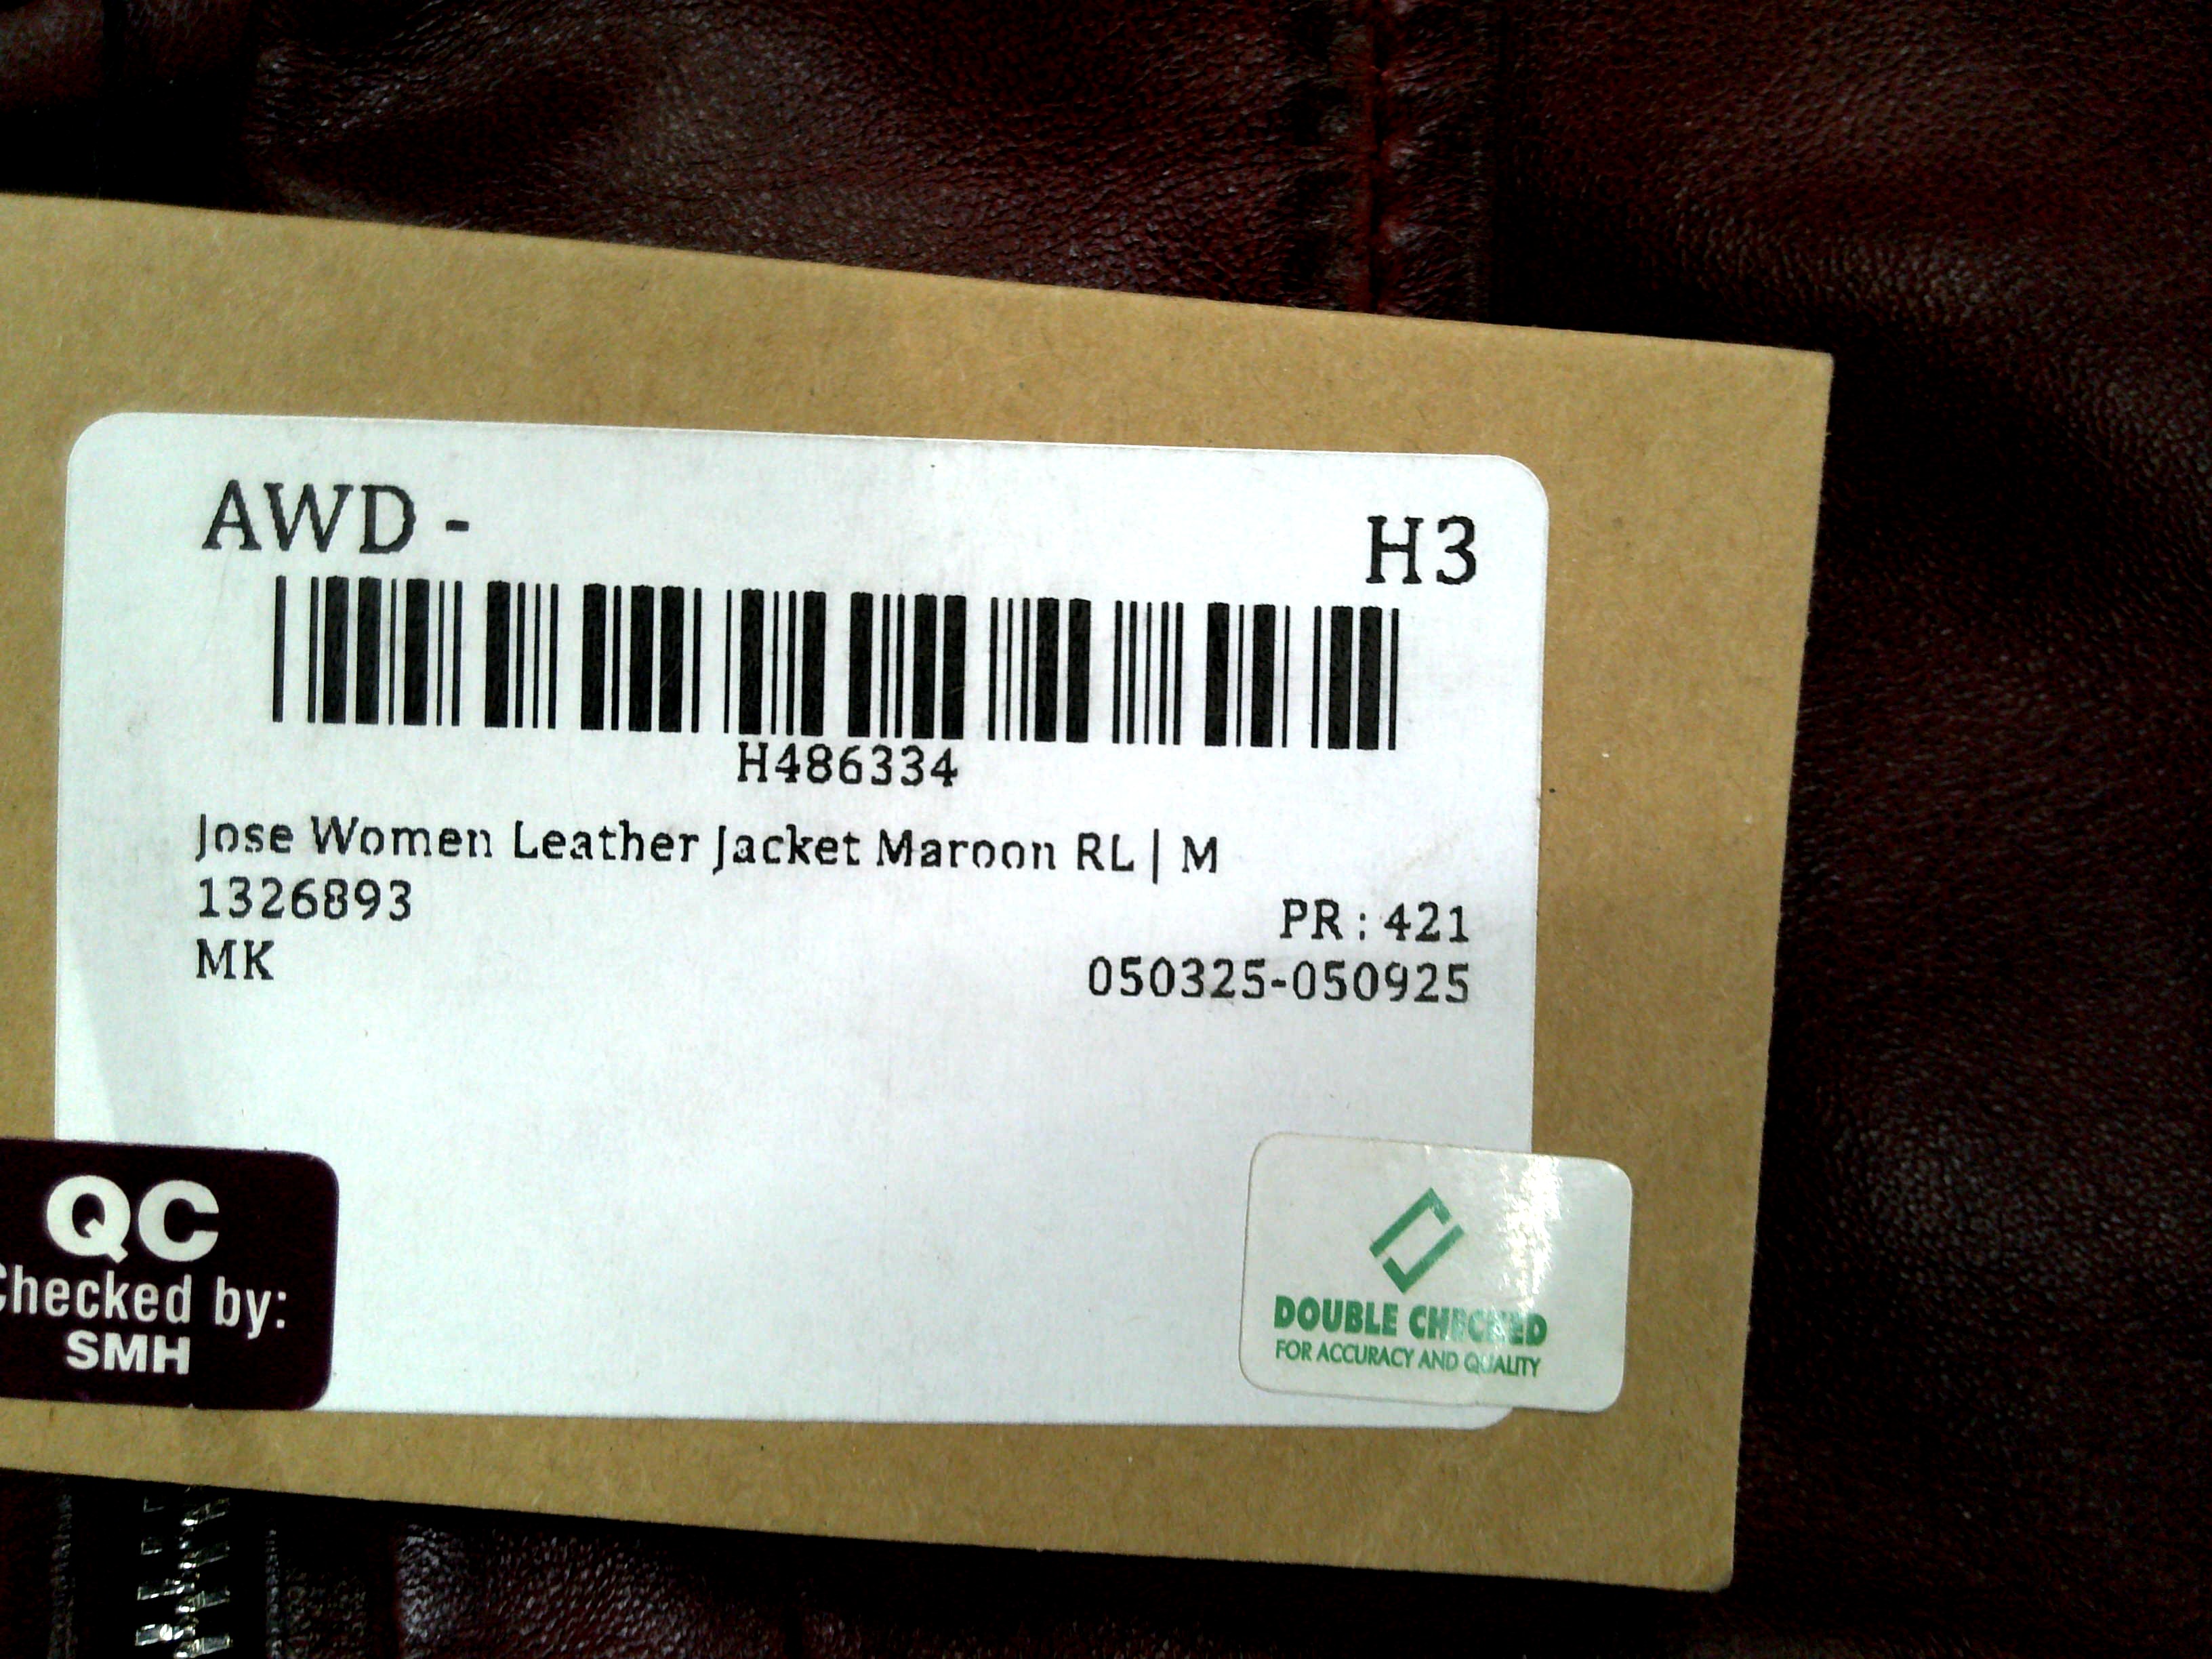 AWD - H3
H486334
Jose Women Leather Jacket Maroon RL | M
1326893 PR : 421
MK 050325-050925
QC
Checked by:
SMH
DOUBLE CHECKED
FOR ACCURACY AND QUALITY